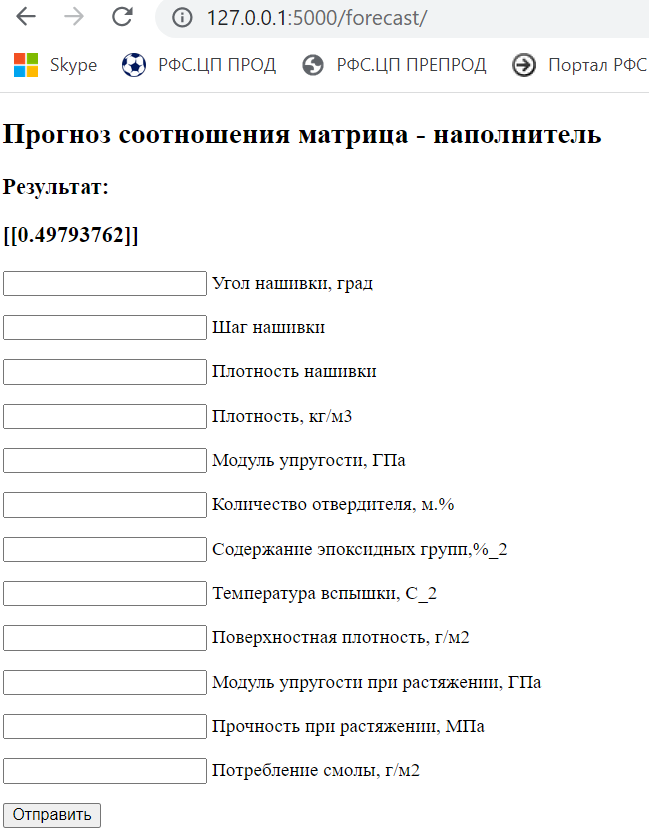 127.0.0.1:5000/forecast/
Skype РФС.ЦП ПРОД РФС.ЦП ПРЕПРОД Портал РФС
Прогноз соотношения матрица - наполнитель
Результат:
[[0.49793762]]
Угол нашивки, град
Шаг нашивки
Плотность нашивки
Плотность, кг/м3
Модуль упругости, ГПа
Количество отвердителя, м.%
Содержание эпоксидных групп,%_2
Температура вспышки, С_2
Поверхностная плотность, г/м2
Модуль упругости при растяжении, ГПа
Прочность при растяжении, МПа
Потребление смолы, г/м2
Отправить